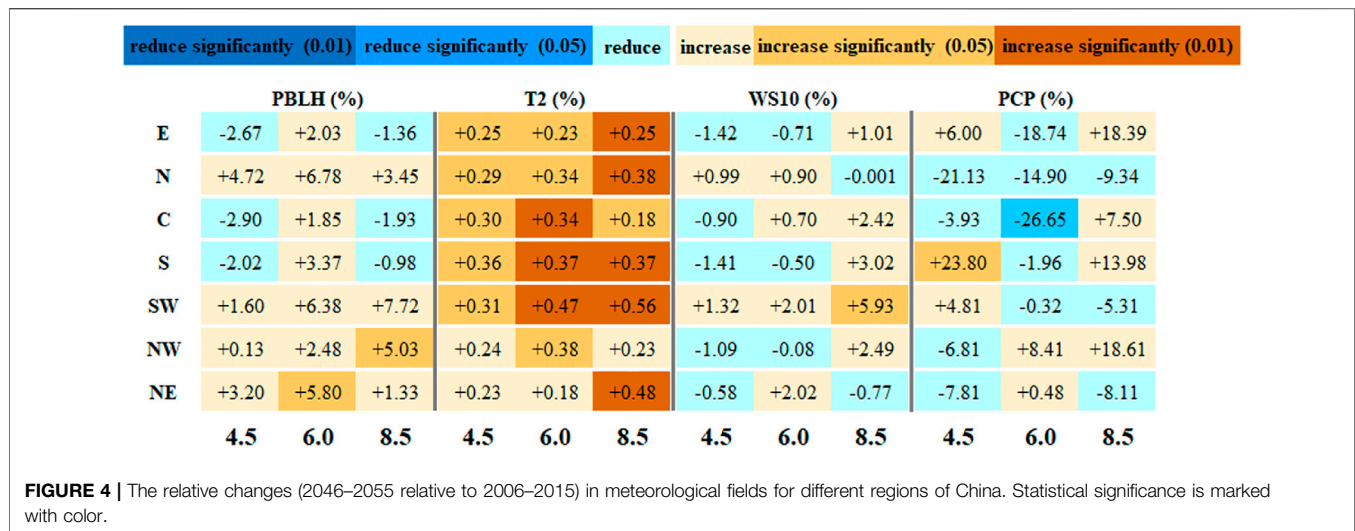 reduce significantly (0.01) reduce significantly (0.05) reduce increase increase significantly (0.05) increase significantly (0.01)
PBLH (%) T2 (%) WS10 (%) PCP (%)
E -2.67 +2.03 -1.36 +0.25 +0.23 +0.25 -1.42 -0.71 +1.01 +6.00 -18.74 +18.39
N +4.72 +6.78 +3.45 +0.29 +0.34 +0.38 +0.99 +0.90 -0.001 -21.13 -14.90 -9.34
C -2.90 +1.85 -1.93 +0.30 +0.34 +0.18 -0.90 +0.70 +2.42 -3.93 -26.65 +7.50
S -2.02 +3.37 -0.98 +0.36 +0.37 +0.37 -1.41 -0.50 +3.02 +23.80 -1.96 +13.98
SW +1.60 +6.38 +7.72 +0.31 +0.47 +0.56 +1.32 +2.01 +5.93 +4.81 -0.32 -5.31
NW +0.13 +2.48 +5.03 +0.24 +0.38 +0.23 -1.09 -0.08 +2.49 -6.81 +8.41 +18.61
NE +3.20 +5.80 +1.33 +0.23 +0.18 +0.48 -0.58 +2.02 -0.77 -7.81 +0.48 -8.11
4.5 6.0 8.5 4.5 6.0 8.5 4.5 6.0 8.5 4.5 6.0 8.5
FIGURE 4 | The relative changes (2046–2055 relative to 2006–2015) in meteorological fields for different regions of China. Statistical significance is marked
with color.